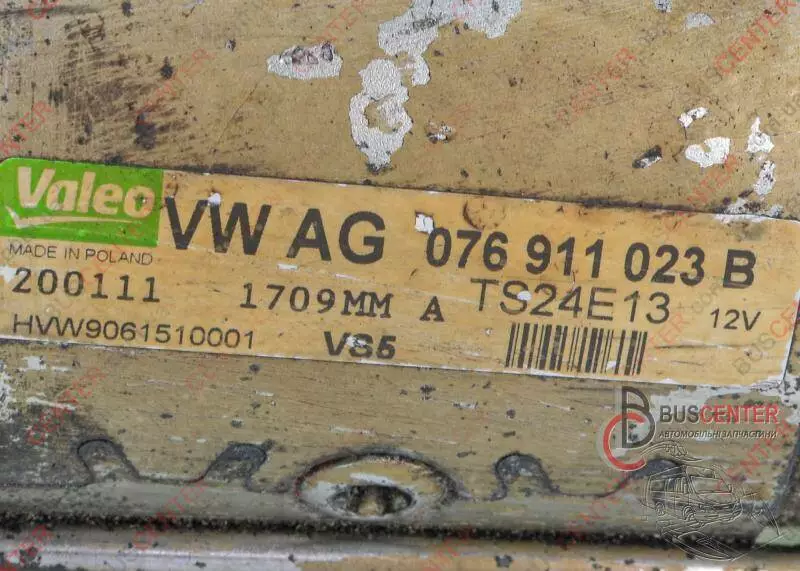 Valeo
VW AG 076 911 023 B
MADE IN POLAND
200111 1709MM A TS24E13 12V
HVW9061510001 VS5
BUSCENTER
АВТОМОБІЛЬНІ ЗАПЧАСТИНИ